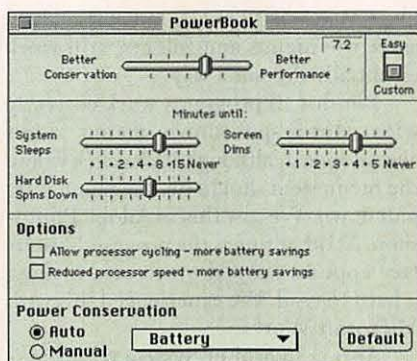 PowerBook
7.2
Better Conservation
Better Performance
Easy
Custom
Minutes until:
System Sleeps
• 1 • 2 • 4 • 8 • 15 Never
Screen Dims
• 1 • 2 • 3 • 4 • 5 Never
Hard Disk Spins Down
Options
Allow processor cycling – more battery savings
Reduced processor speed – more battery savings
Power Conservation
Auto
Manual
Battery
Default